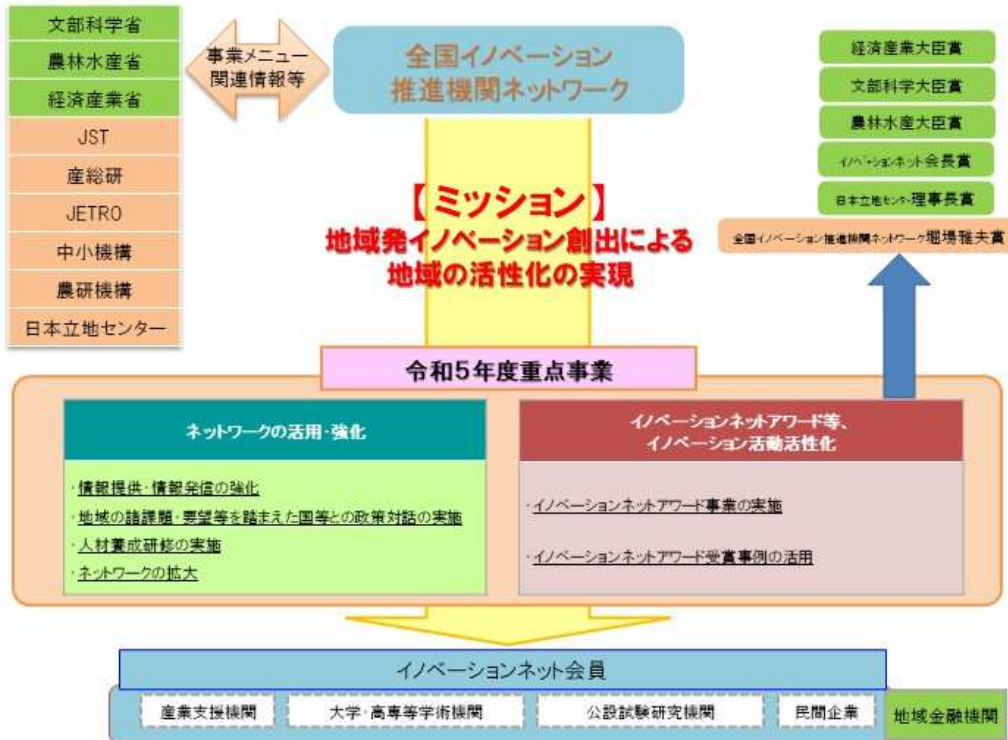 文部科学省
農林水産省
経済産業省
JST
産総研
JETRO
中小機構
農研機構
日本立地センター
事業メニュー
関連情報等
全国イノベーション
推進機関ネットワーク
経済産業大臣賞
文部科学大臣賞
農林水産大臣賞
イノベーションネット会長賞
日本立地センター理事長賞
全国イノベーション推進機関ネットワーク堀場雅夫賞
【ミッション】
地域発イノベーション創出による
地域の活性化の実現
令和5年度重点事業
ネットワークの活用・強化
・情報提供・情報発信の強化
・地域の諸課題・要望等を踏まえた国等との政策対話の実施
・人材養成研修の実施
・ネットワークの拡大
イノベーションネットアワード等、
イノベーション活動活性化
・イノベーションネットアワード事業の実施
・イノベーションネットアワード受賞事例の活用
イノベーションネット会員
産業支援機関
大学・高専等学術機関
公設試験研究機関
民間企業
地域金融機関